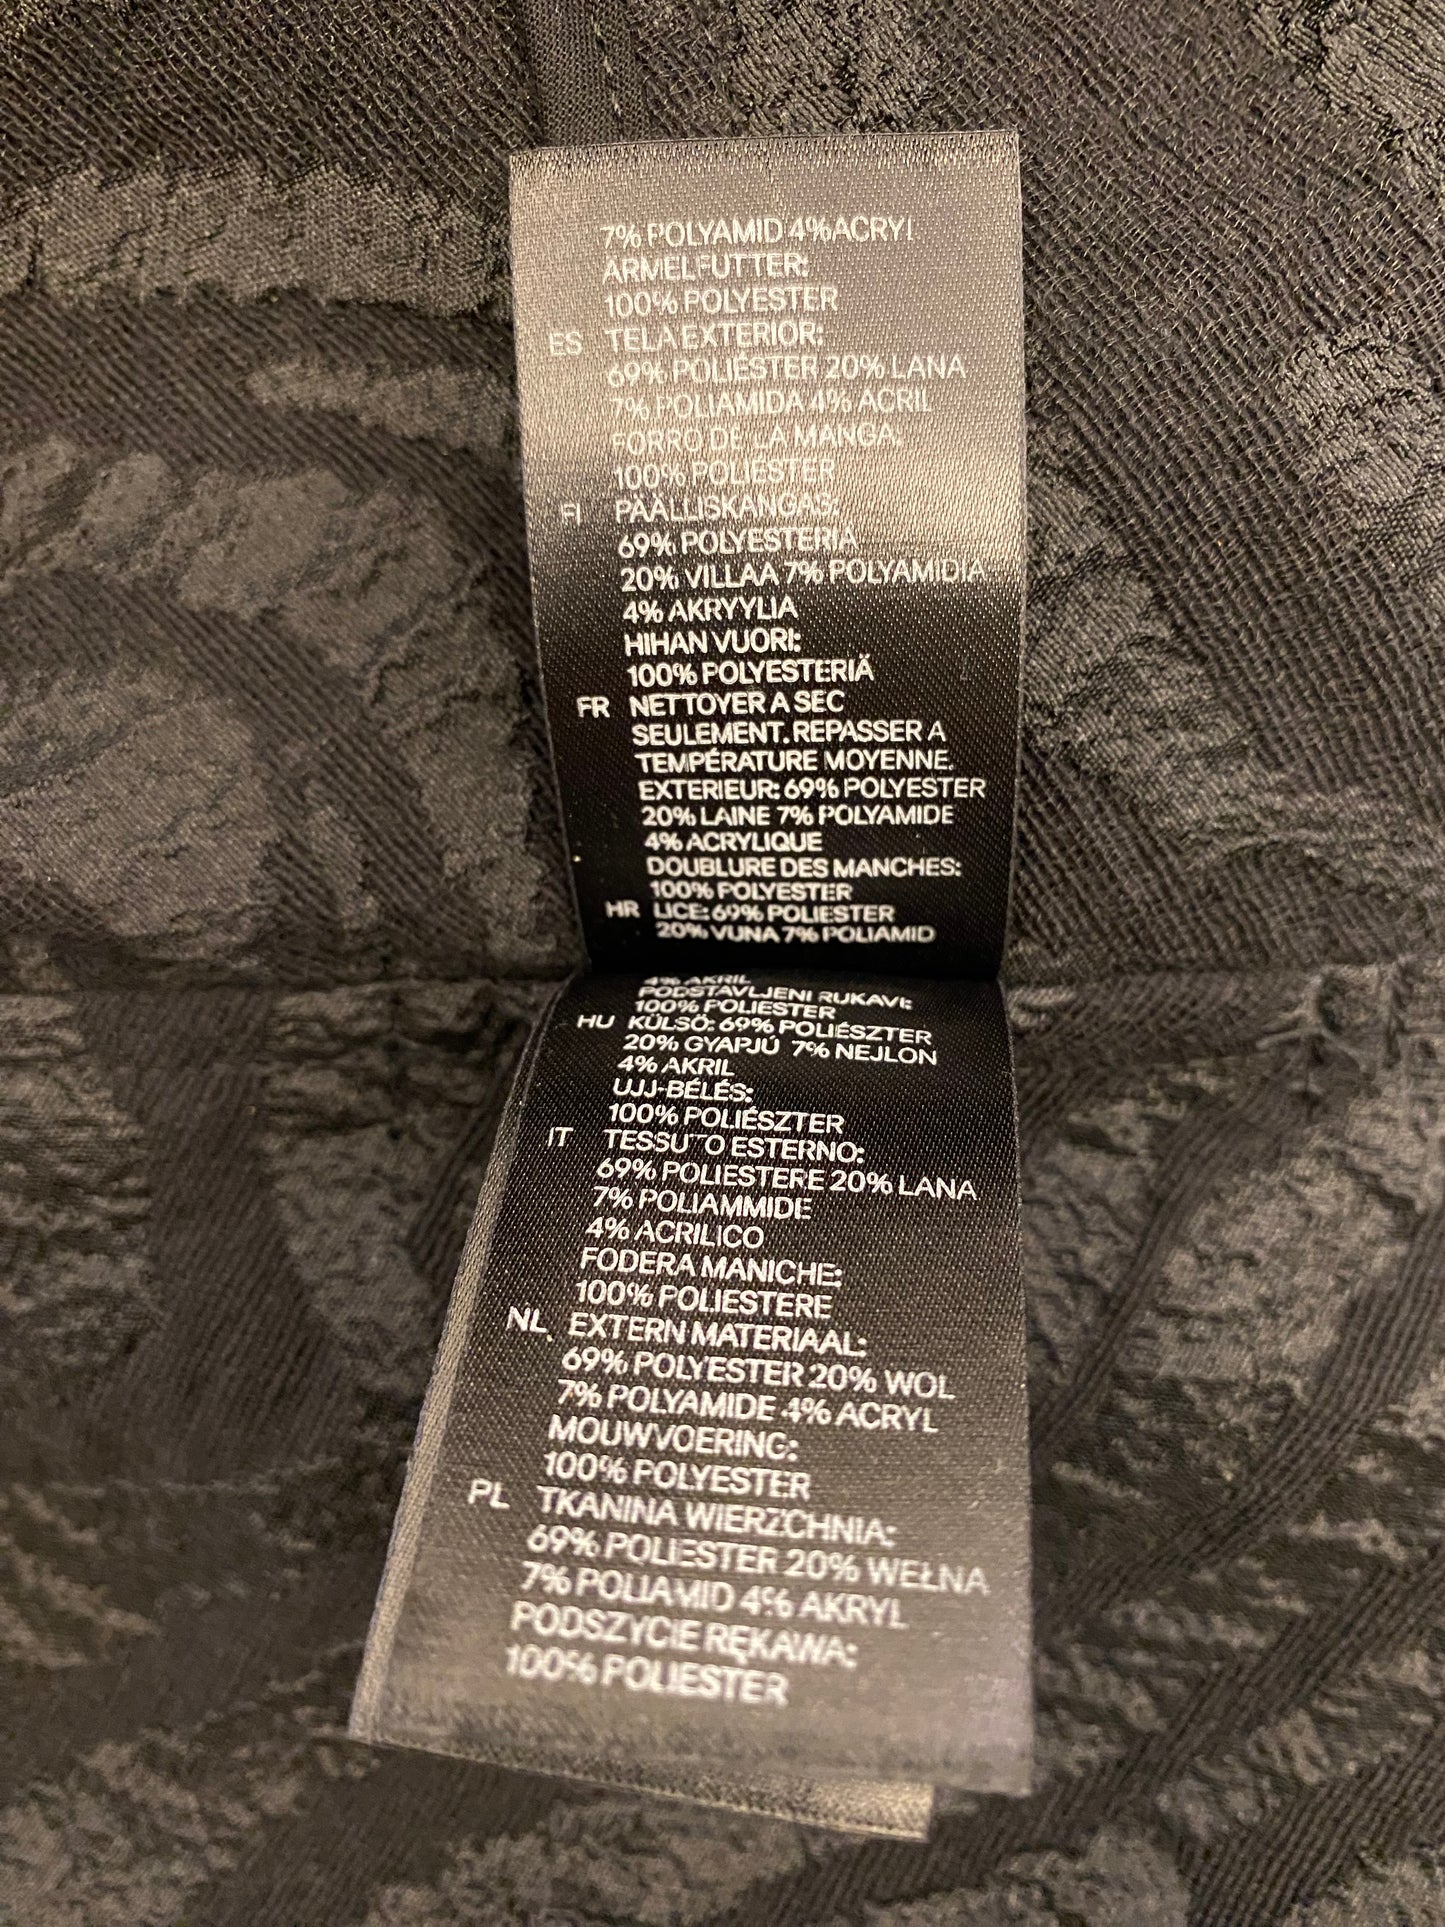 7% POLYAMID 4% ACRYL
ÄRMELFUTTER:
100% POLYESTER
ES TELA EXTERIOR:
69% POLIÉSTER 20% LANA
7% POLIAMIDA 4% ACRIL
FORRO DE LA MANGA:
100% POLIÉSTER
FI PÄÄLLISKANGAS:
69% POLYESTERIÄ
20% VILLAA 7% POLYAMIDIA
4% AKRYYLIA
HIHAN VUORI:
100% POLYESTERIÄ
FR NETTOYER A SEC
SEULEMENT. REPASSER A
TEMPÉRATURE MOYENNE.
EXTERIEUR: 69% POLYESTER
20% LAINE 7% POLYAMIDE
4% ACRYLIQUE
DOUBLURE DES MANCHES:
100% POLYESTER
HR LICE: 69% POLIESTER
20% VUNA 7% POLIAMID
4% AKRIL
PODSTAVLJENI RUKAVI:
100% POLIESTER
HU KÜLSŐ: 69% POLIÉSZTER
20% GYAPJÚ 7% NEJLON
4% AKRIL
UJJ-BÉLÉS:
100% POLIÉSZTER
IT TESSUTO ESTERNO:
69% POLIESTERE 20% LANA
7% POLIAMMIDE
4% ACRILICO
FODERA MANICHE:
100% POLIESTERE
NL EXTERN MATERIAAL:
69% POLYESTER 20% WOL
7% POLYAMIDE 4% ACRYL
MOUWVOERING:
100% POLYESTER
PL TKANINA WIERZCHNIA:
69% POLIESTER 20% WEŁNA
7% POLIAMID 4% AKRYL
PODSZYCIE RĘKAWA:
100% POLIESTER